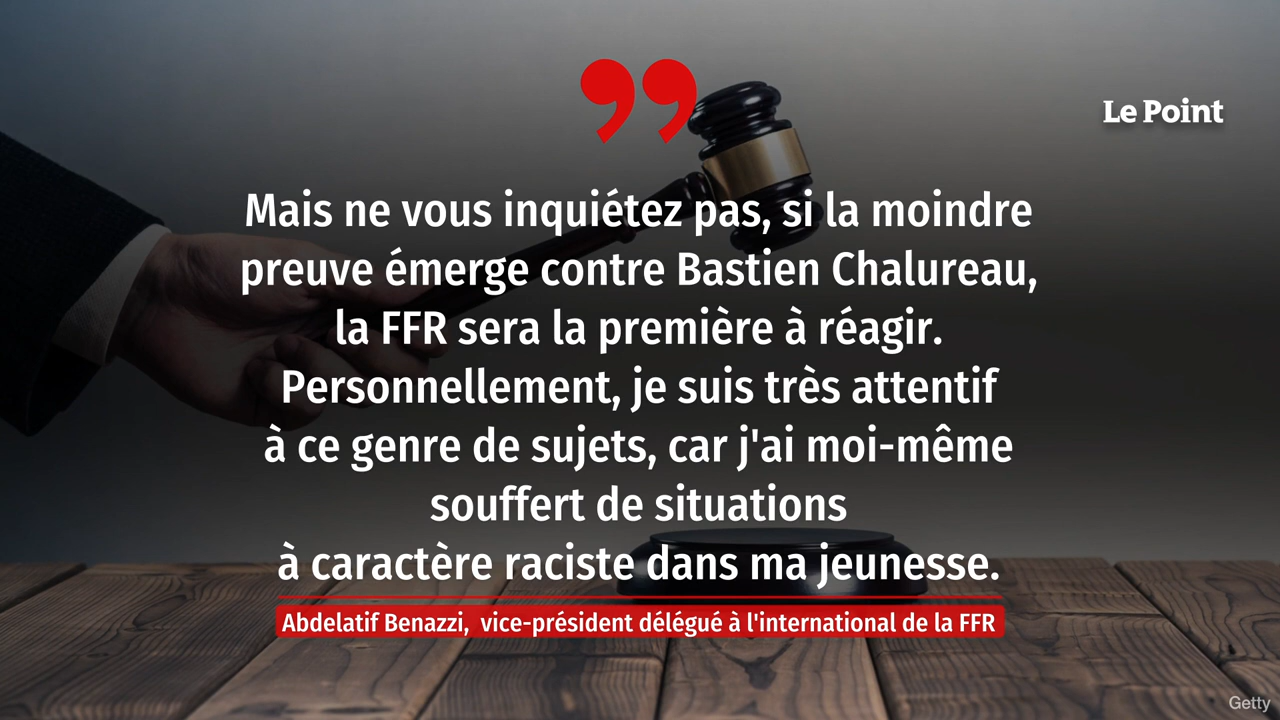 ”
Le Point
Mais ne vous inquiétez pas, si la moindre
preuve émerge contre Bastien Chalureau,
la FFR sera la première à réagir.
Personnellement, je suis très attentif
à ce genre de sujets, car j'ai moi-même
souffert de situations
à caractère raciste dans ma jeunesse.
Abdelatif Benazzi, vice-président délégué à l'international de la FFR
Getty